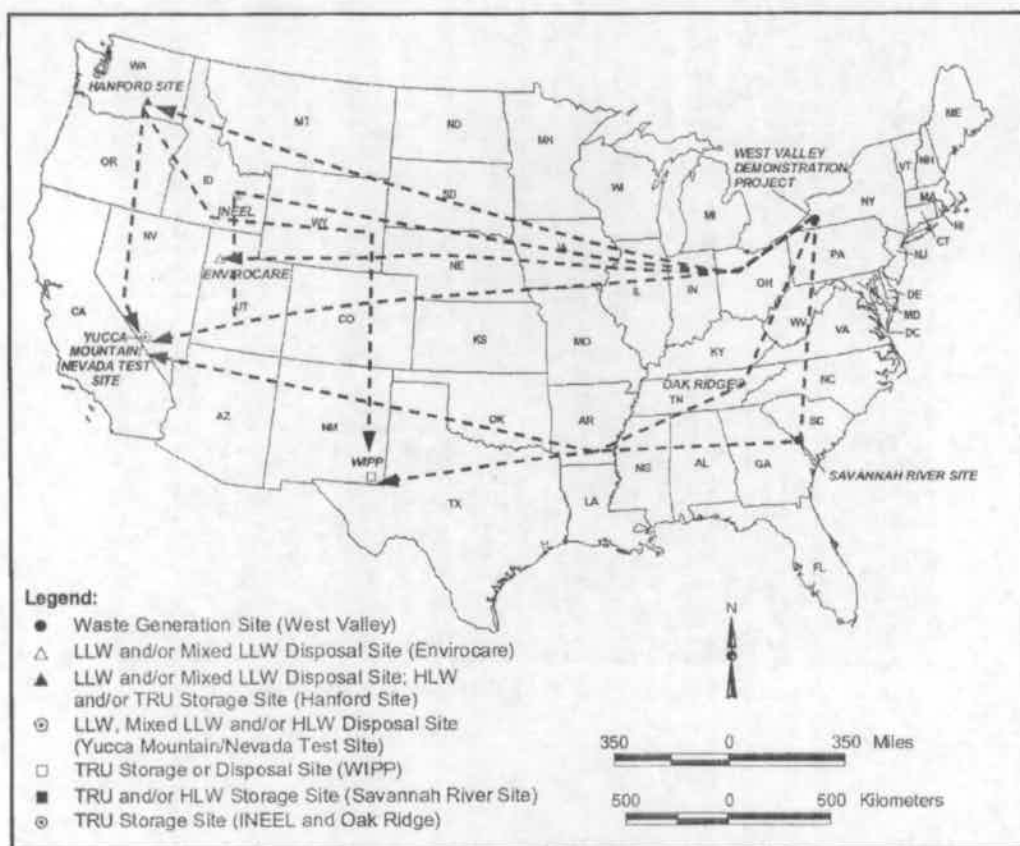 WA
HANFORD SITE
MT
ND
MN
ME
OR
ID
SD
WI
MI
WEST VALLEY
DEMONSTRATION
PROJECT
VT
NH
NY
MA
RI
CT
INEEL
WY
IA
NV
ENVIROCARE
NE
IL
IN
OH
PA
NJ
DE
MD
DC
CA
UT
CO
KS
MO
KY
WV
VA
YUCCA
MOUNTAIN/
NEVADA TEST
SITE
OAK RIDGE
TN
NC
AZ
NM
OK
AR
SC
WIPP
MS
AL
GA
SAVANNAH RIVER SITE
TX
LA
FL
Legend:
Waste Generation Site (West Valley)
LLW and/or Mixed LLW Disposal Site (Envirocare)
LLW and/or Mixed LLW Disposal Site; HLW
and/or TRU Storage Site (Hanford Site)
LLW, Mixed LLW and/or HLW Disposal Site
(Yucca Mountain/Nevada Test Site)
TRU Storage or Disposal Site (WIPP)
TRU and/or HLW Storage Site (Savannah River Site)
TRU Storage Site (INEEL and Oak Ridge)
N
350 0 350 Miles
500 0 500 Kilometers